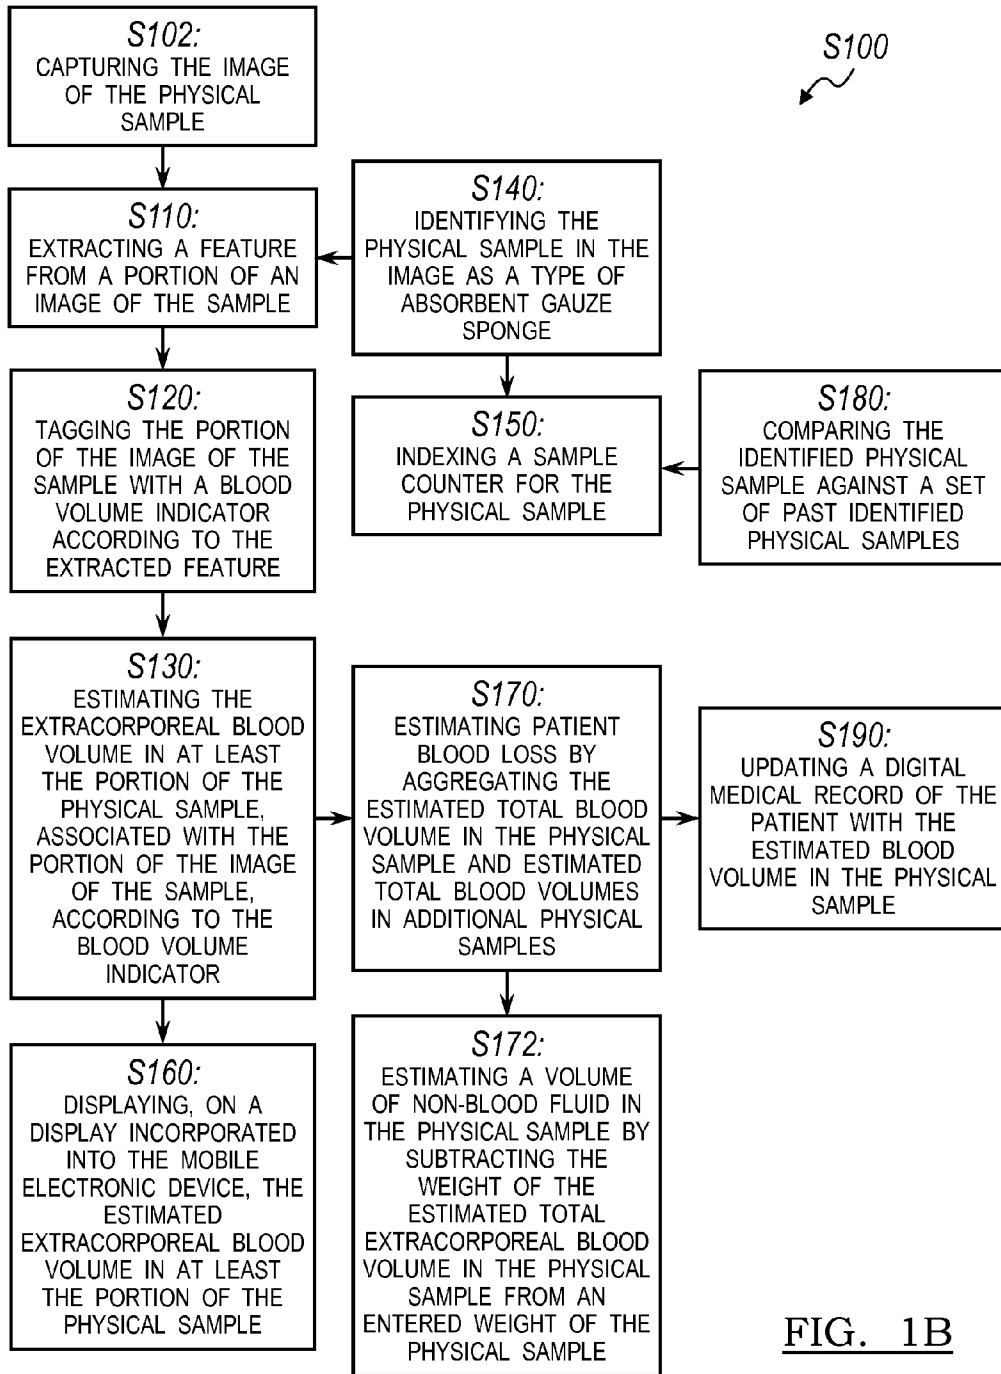 S102:
CAPTURING THE IMAGE
OF THE PHYSICAL
SAMPLE
S100
S110:
EXTRACTING A FEATURE
FROM A PORTION OF AN
IMAGE OF THE SAMPLE
S140:
IDENTIFYING THE
PHYSICAL SAMPLE IN THE
IMAGE AS A TYPE OF
ABSORBENT GAUZE
SPONGE
S120:
TAGGING THE PORTION
OF THE IMAGE OF THE
SAMPLE WITH A BLOOD
VOLUME INDICATOR
ACCORDING TO THE
EXTRACTED FEATURE
S150:
INDEXING A SAMPLE
COUNTER FOR THE
PHYSICAL SAMPLE
S180:
COMPARING THE
IDENTIFIED PHYSICAL
SAMPLE AGAINST A SET
OF PAST IDENTIFIED
PHYSICAL SAMPLES
S130:
ESTIMATING THE
EXTRACORPOREAL BLOOD
VOLUME IN AT LEAST
THE PORTION OF THE
PHYSICAL SAMPLE,
ASSOCIATED WITH THE
PORTION OF THE IMAGE
OF THE SAMPLE,
ACCORDING TO THE
BLOOD VOLUME
INDICATOR
S170:
ESTIMATING PATIENT
BLOOD LOSS BY
AGGREGATING THE
ESTIMATED TOTAL BLOOD
VOLUME IN THE PHYSICAL
SAMPLE AND ESTIMATED
TOTAL BLOOD VOLUMES
IN ADDITIONAL PHYSICAL
SAMPLES
S190:
UPDATING A DIGITAL
MEDICAL RECORD OF THE
PATIENT WITH THE
ESTIMATED BLOOD
VOLUME IN THE PHYSICAL
SAMPLE
S160:
DISPLAYING, ON A
DISPLAY INCORPORATED
INTO THE MOBILE
ELECTRONIC DEVICE, THE
ESTIMATED
EXTRACORPOREAL BLOOD
VOLUME IN AT LEAST
THE PORTION OF THE
PHYSICAL SAMPLE
S172:
ESTIMATING A VOLUME
OF NON-BLOOD FLUID IN
THE PHYSICAL SAMPLE BY
SUBTRACTING THE
WEIGHT OF THE
ESTIMATED TOTAL
EXTRACORPOREAL BLOOD
VOLUME IN THE PHYSICAL
SAMPLE FROM AN
ENTERED WEIGHT OF THE
PHYSICAL SAMPLE
FIG. 1B